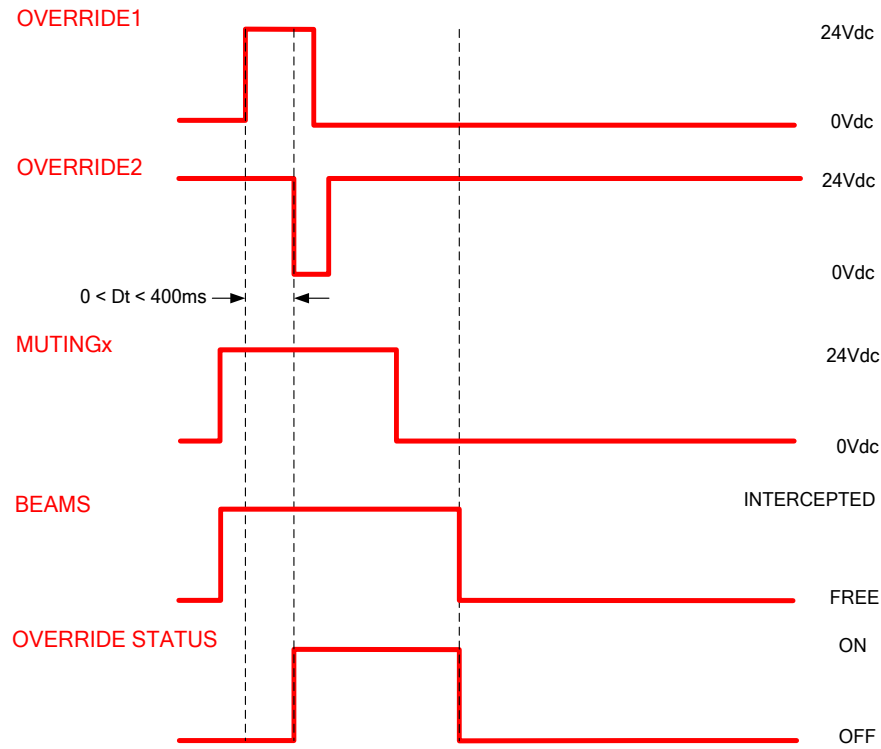 OVERRIDE1
24Vdc
0Vdc
OVERRIDE2
24Vdc
0Vdc
0 < Dt < 400ms
MUTINGx
24Vdc
0Vdc
BEAMS
INTERCEPTED
FREE
OVERRIDE STATUS
ON
OFF